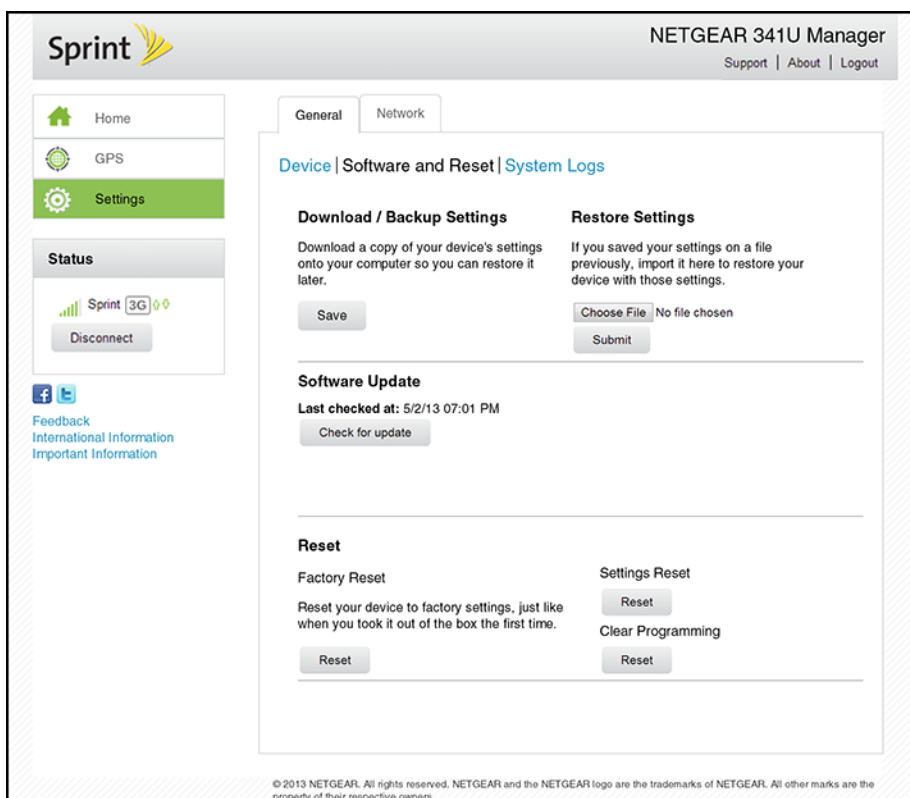 Sprint
NETGEAR 341U Manager
Support | About | Logout
Home
GPS
Settings
Status
Sprint 3G
Disconnect
Feedback
International Information
Important Information
General
Network
Device | Software and Reset | System Logs
Download / Backup Settings
Download a copy of your device's settings
onto your computer so you can restore it
later.
Save
Restore Settings
If you saved your settings on a file
previously, import it here to restore your
device with those settings.
Choose File No file chosen
Submit
Software Update
Last checked at: 5/2/13 07:01 PM
Check for update
Reset
Factory Reset
Reset your device to factory settings, just like
when you took it out of the box the first time.
Reset
Settings Reset
Reset
Clear Programming
Reset
© 2013 NETGEAR. All rights reserved. NETGEAR and the NETGEAR logo are the trademarks of NETGEAR. All other marks are the
property of their respective owners.